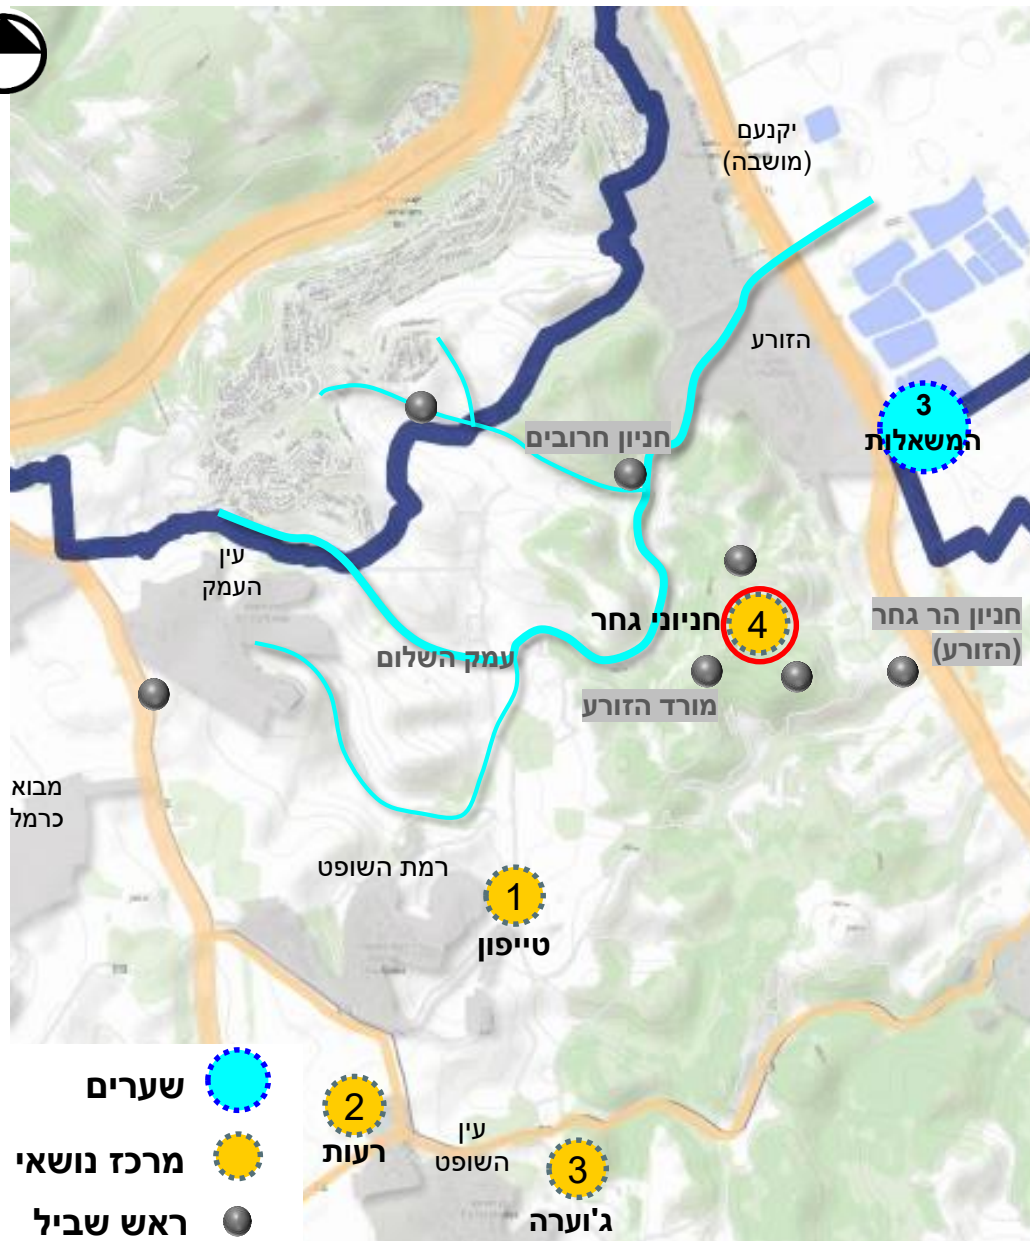 יקנעם
(מושבה)
הזורע
3
המשאלות
חניון חרובים
עין
העמק
חניוני גחר
4
חניון הר גחר
(הזורע)
עמק השלום
מורד הזורע
מבוא
כרמל
רמת השופט
1
טייפון
שערים
2
רעות
עין
השופט
מרכז נושאי
3
ג'וערה
ראש שביל